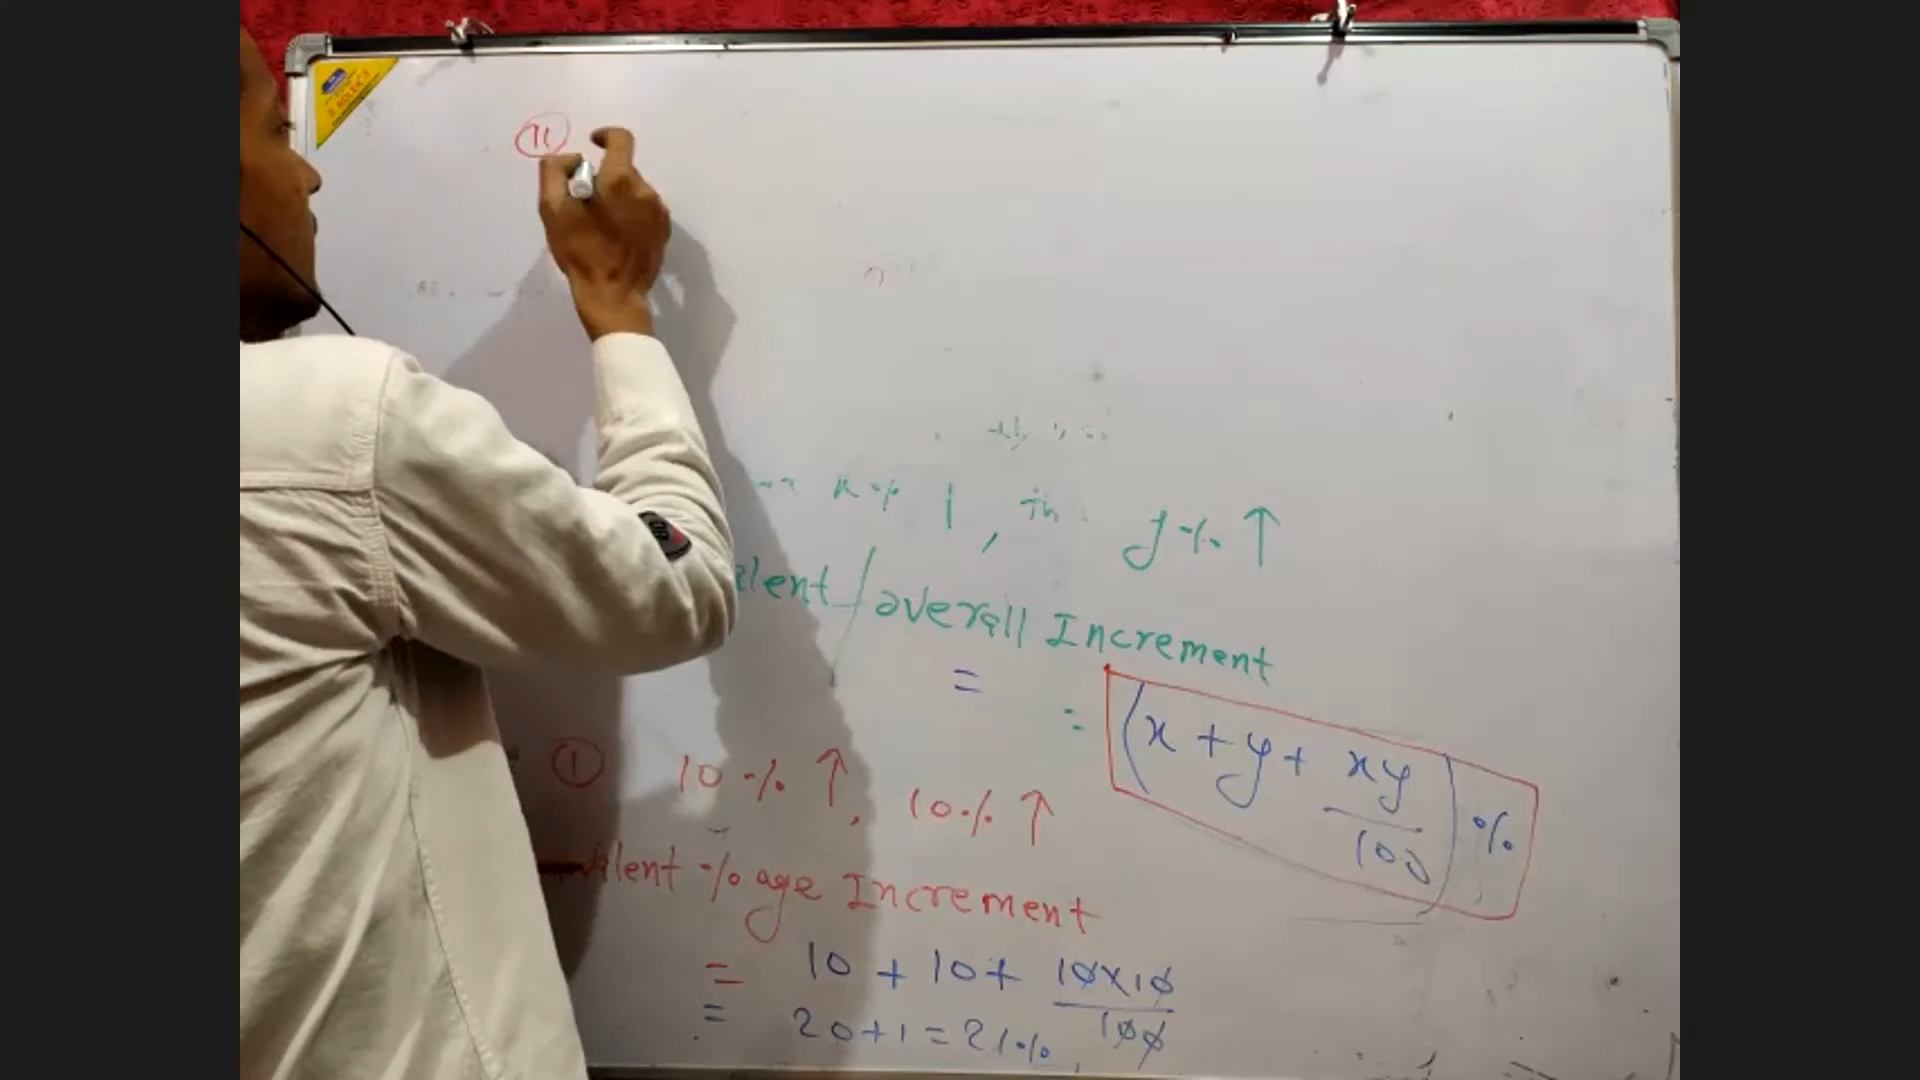 (11)
x % , y % ↑
alent / overall Increment
=
= (x + y + xy/100) %
① 10 % ↑ , 10 % ↑
valent % age Increment
= 10 + 10 + 10×10/100
= 20 + 1 = 21 %